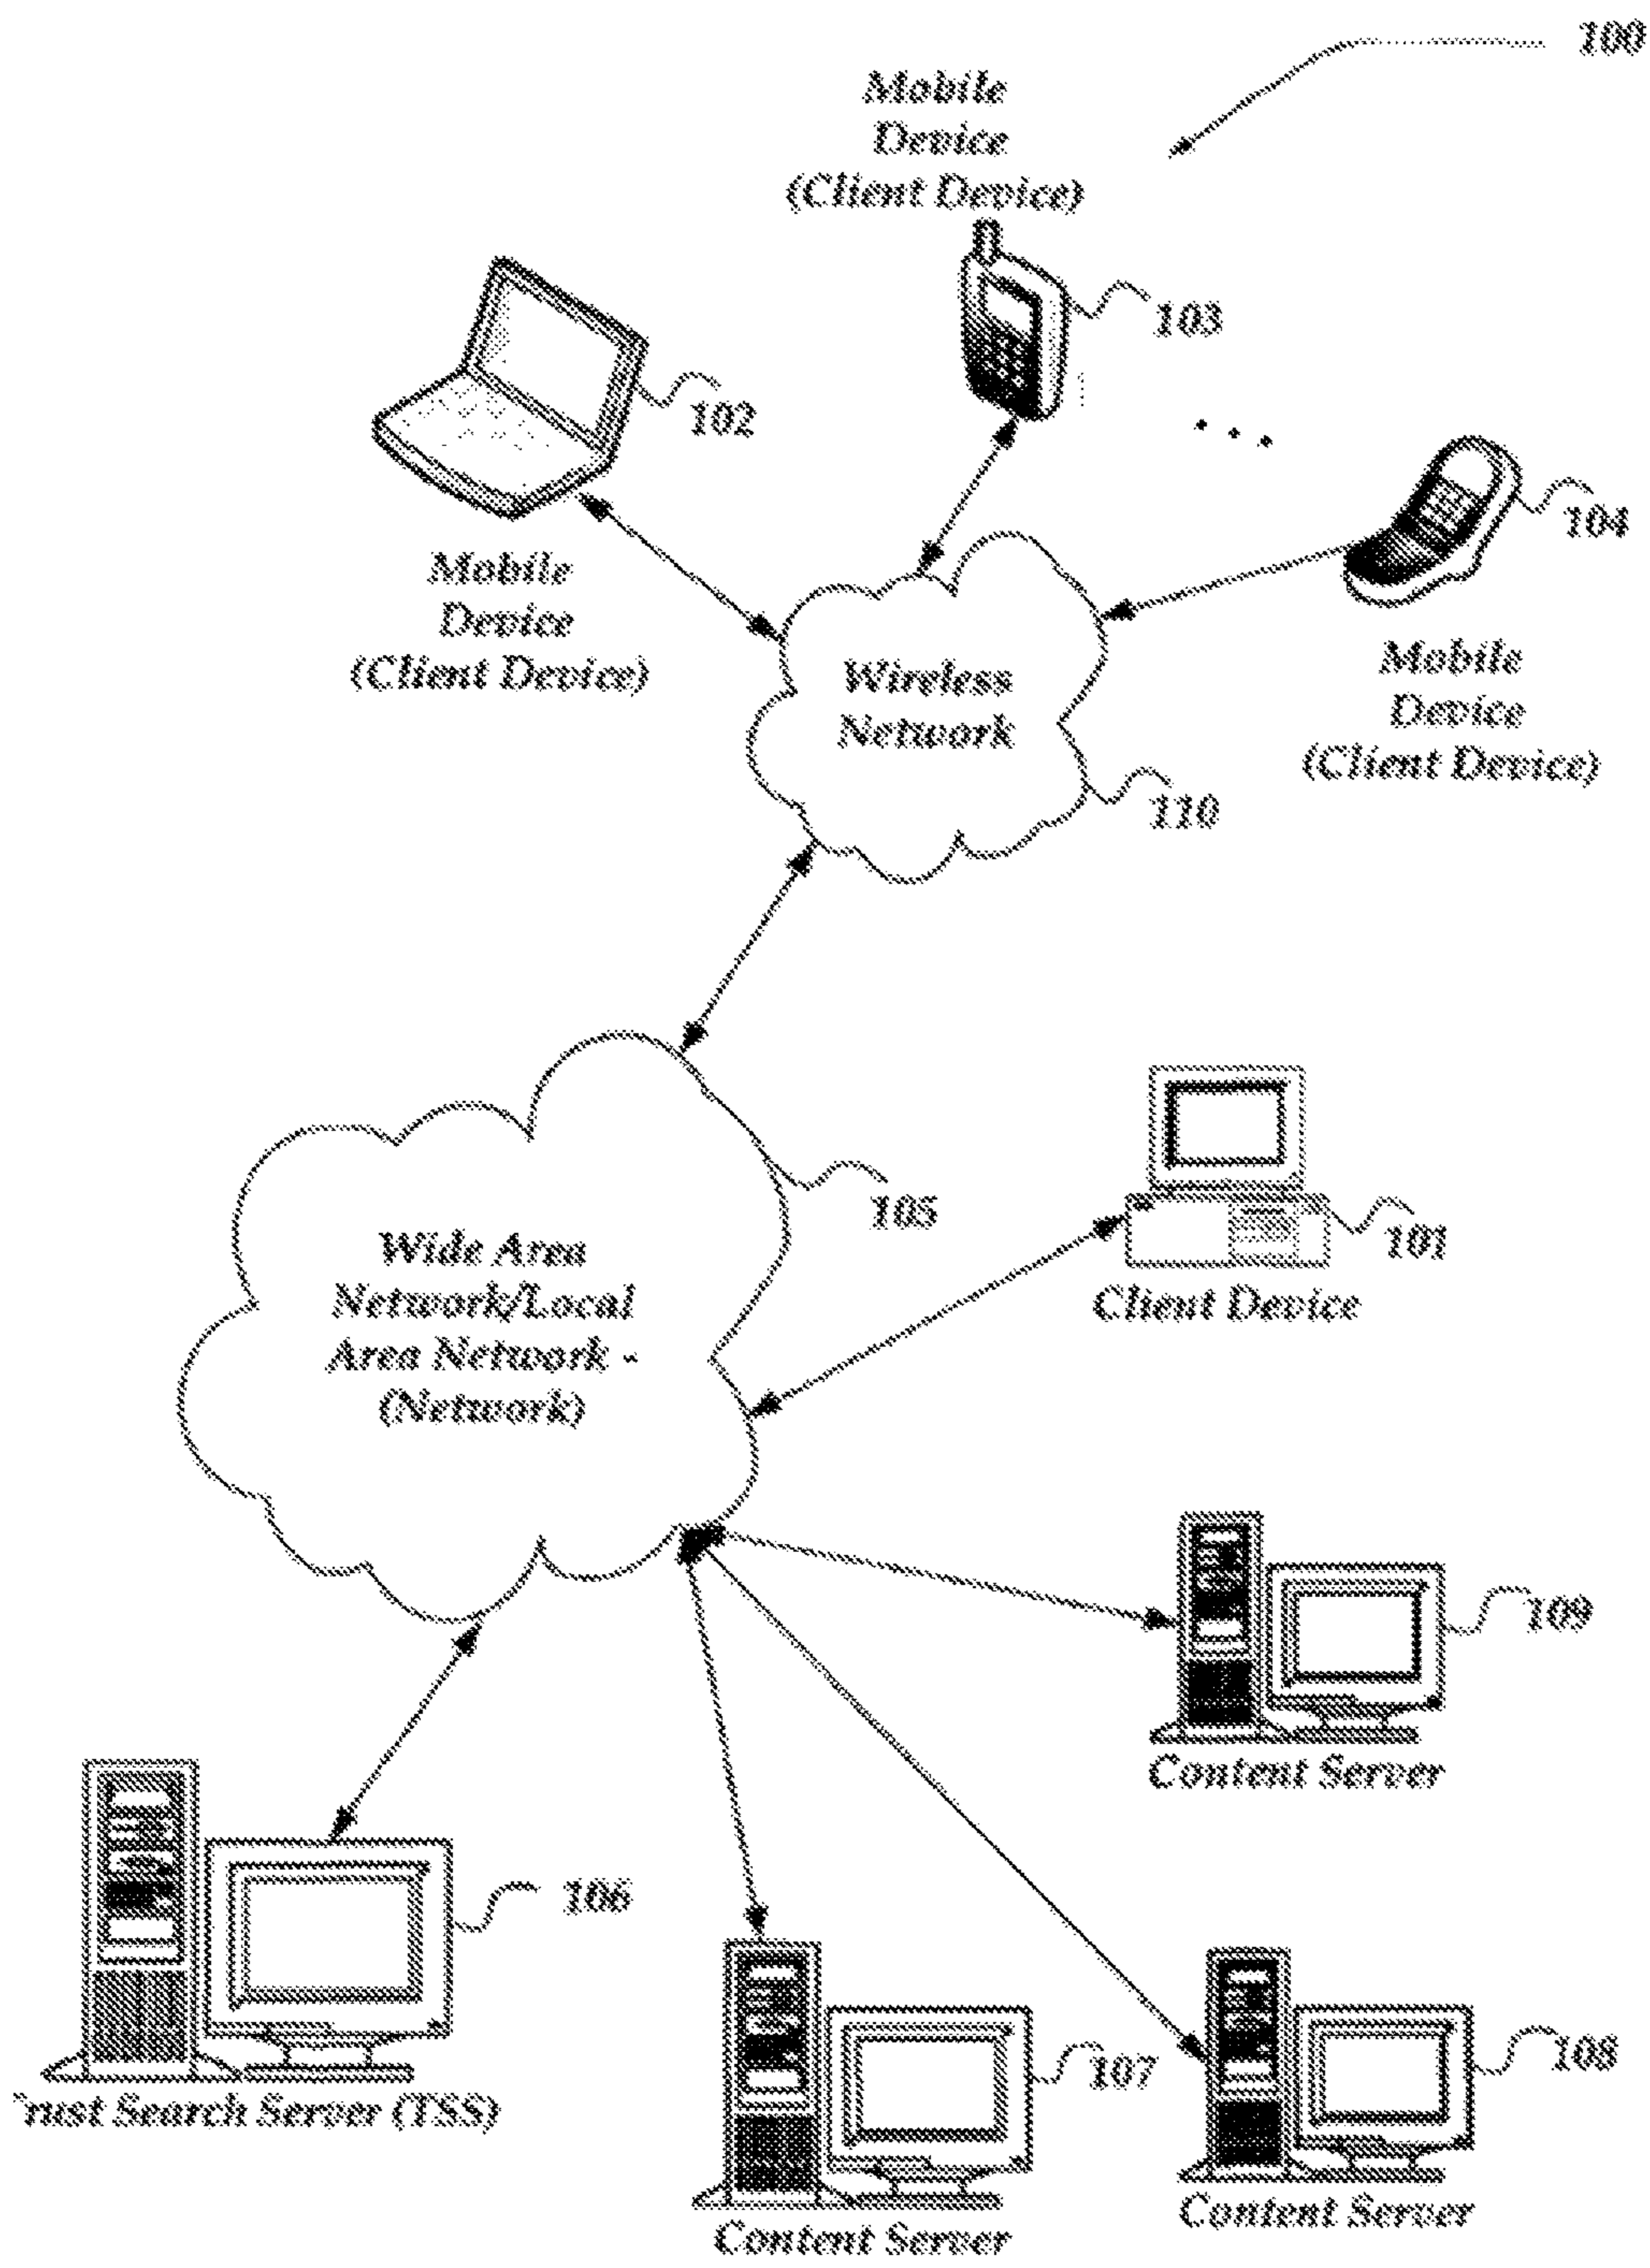 100
Mobile
Device
(Client Device)
103
102
104
Mobile
Device
(Client Device)
Wireless
Network
Mobile
Device
(Client Device)
110
105
Wide Area
Network/Local
Area Network -
(Network)
101
Client Device
109
Content Server
106
rust Search Server (TSS)
107
108
Content Server
Content Server